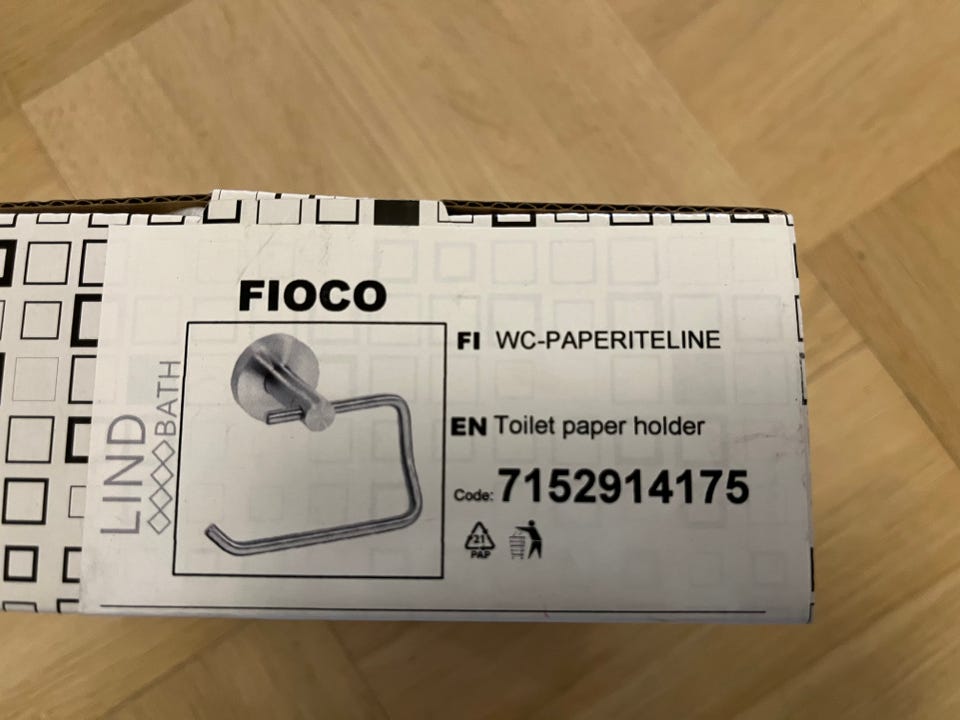 FIOCO
FI WC-PAPERITELINE
EN Toilet paper holder
Code: 7152914175
21
PAP
LIND
BATH